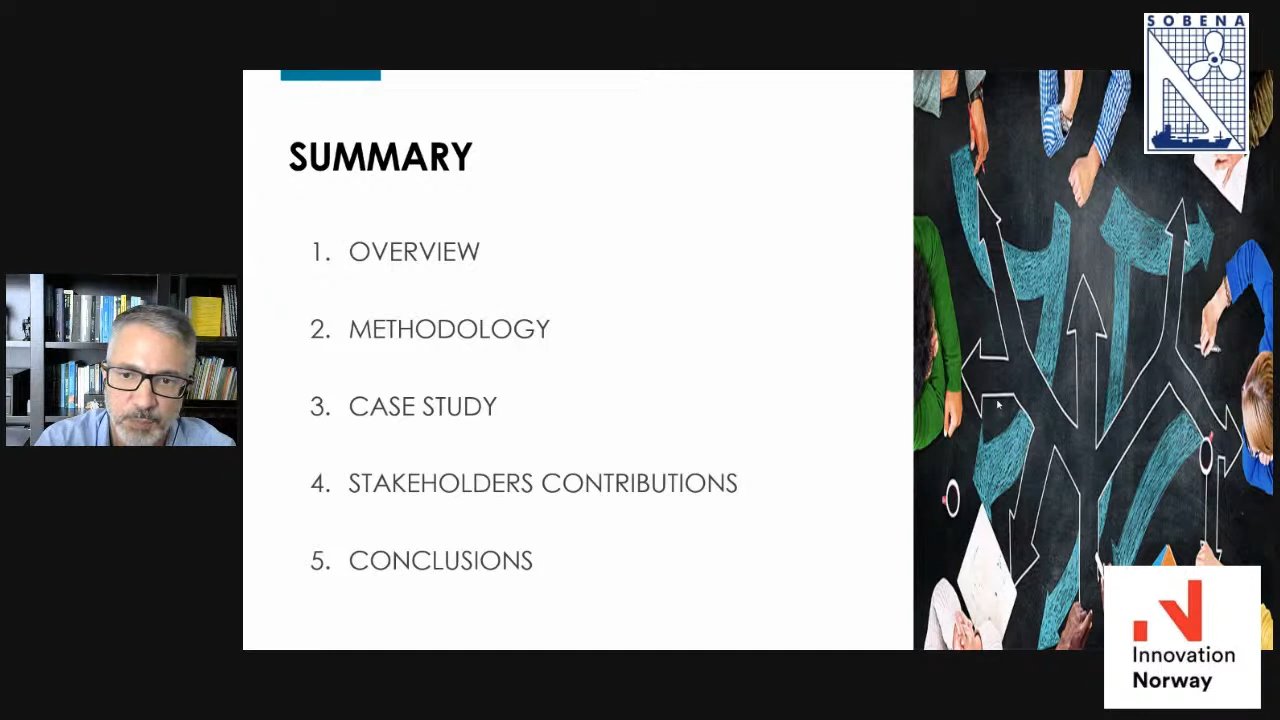 SOBENA
SUMMARY
1. OVERVIEW
2. METHODOLOGY
3. CASE STUDY
4. STAKEHOLDERS CONTRIBUTIONS
5. CONCLUSIONS
Innovation
Norway